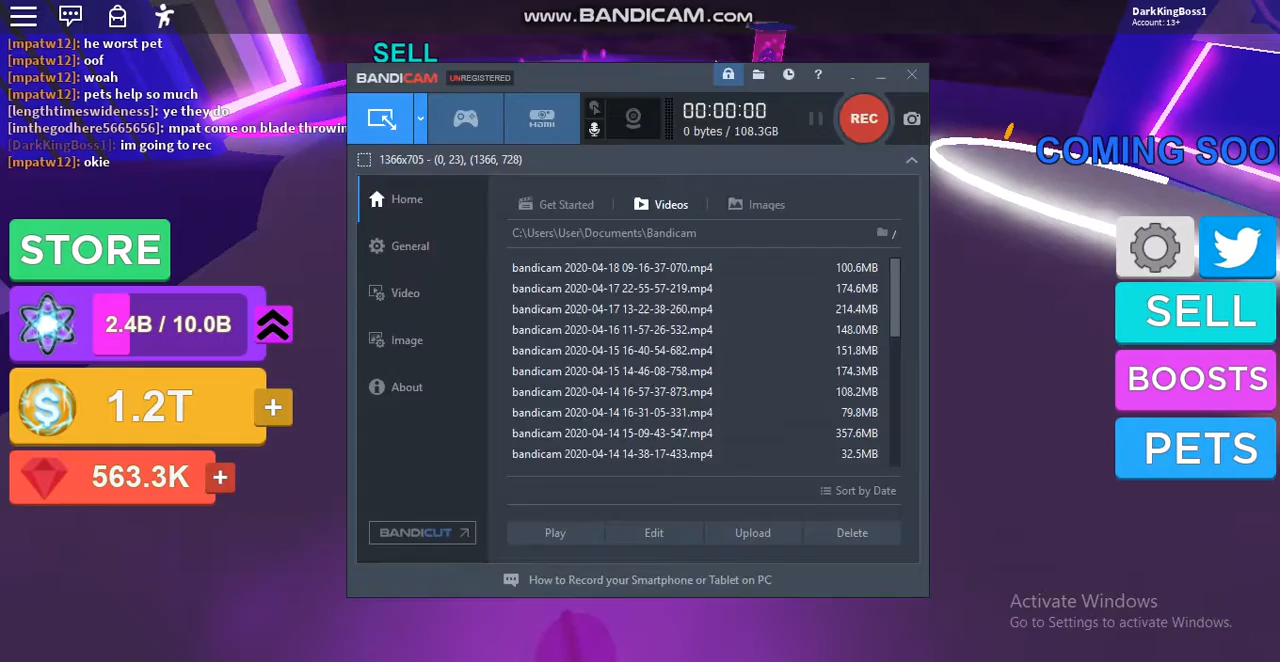 www.BANDICAM.com
DarkKingBoss1
Account: 13+
[mpatw12]: he worst pet
[mpatw12]: oof
[mpatw12]: woah
[mpatw12]: pets help so much
[lengthtimeswideness]: ye they do
[imthegodhere5665656]: mpat come on blade throwin
[DarkKingBoss1]: im going to rec
[mpatw12]: okie
SELL
BANDICAM UNREGISTERED
?
HDMI
00:00:00
0 bytes / 108.3GB
REC
1366x705 - (0, 23), (1366, 728)
COMING SOO
Home
General
Video
Image
About
BANDICUT
Get Started
Videos
Images
C:\Users\User\Documents\Bandicam
/
bandicam 2020-04-18 09-16-37-070.mp4 100.6MB
bandicam 2020-04-17 22-55-57-219.mp4 174.6MB
bandicam 2020-04-17 13-22-38-260.mp4 214.4MB
bandicam 2020-04-16 11-57-26-532.mp4 148.0MB
bandicam 2020-04-15 16-40-54-682.mp4 151.8MB
bandicam 2020-04-15 14-46-08-758.mp4 174.3MB
bandicam 2020-04-14 16-57-37-873.mp4 108.2MB
bandicam 2020-04-14 16-31-05-331.mp4 79.8MB
bandicam 2020-04-14 15-09-43-547.mp4 357.6MB
bandicam 2020-04-14 14-38-17-433.mp4 32.5MB
Sort by Date
Play Edit Upload Delete
How to Record your Smartphone or Tablet on PC
STORE
2.4B / 10.0B
1.2T +
563.3K +
SELL
BOOSTS
PETS
Activate Windows
Go to Settings to activate Windows.